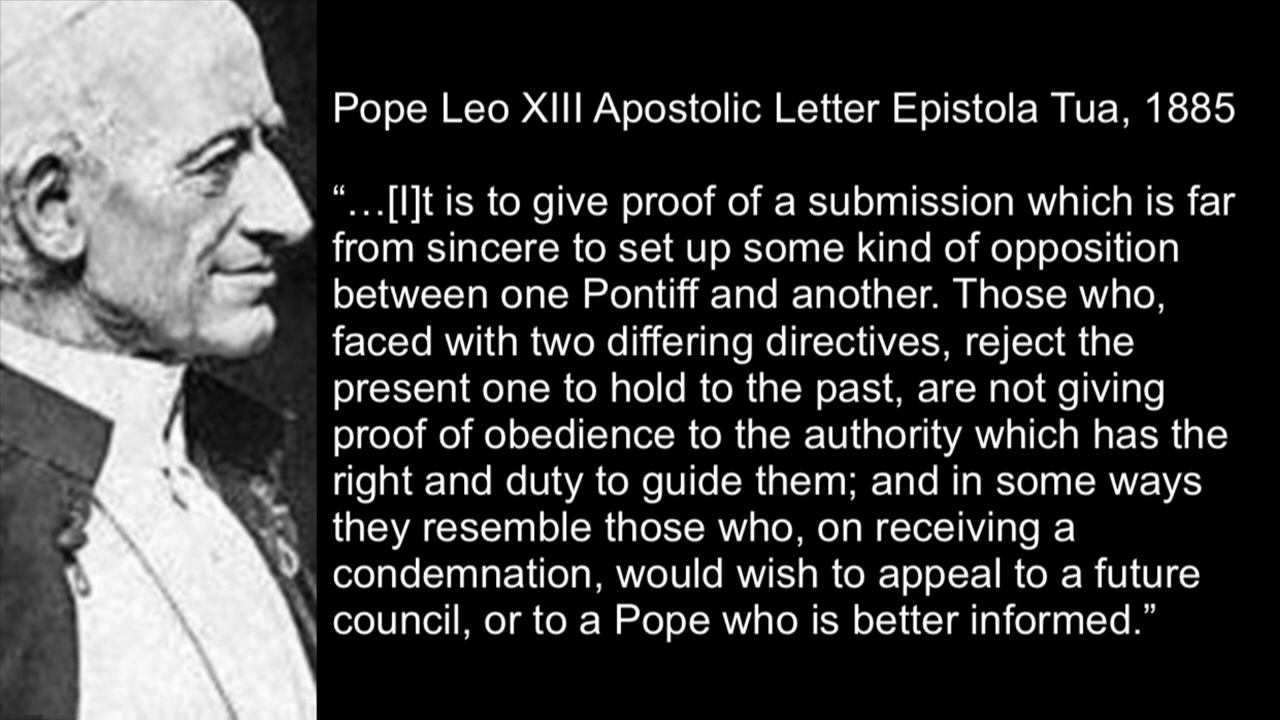 Pope Leo XIII Apostolic Letter Epistola Tua, 1885
“…[I]t is to give proof of a submission which is far
from sincere to set up some kind of opposition
between one Pontiff and another. Those who,
faced with two differing directives, reject the
present one to hold to the past, are not giving
proof of obedience to the authority which has the
right and duty to guide them; and in some ways
they resemble those who, on receiving a
condemnation, would wish to appeal to a future
council, or to a Pope who is better informed.”